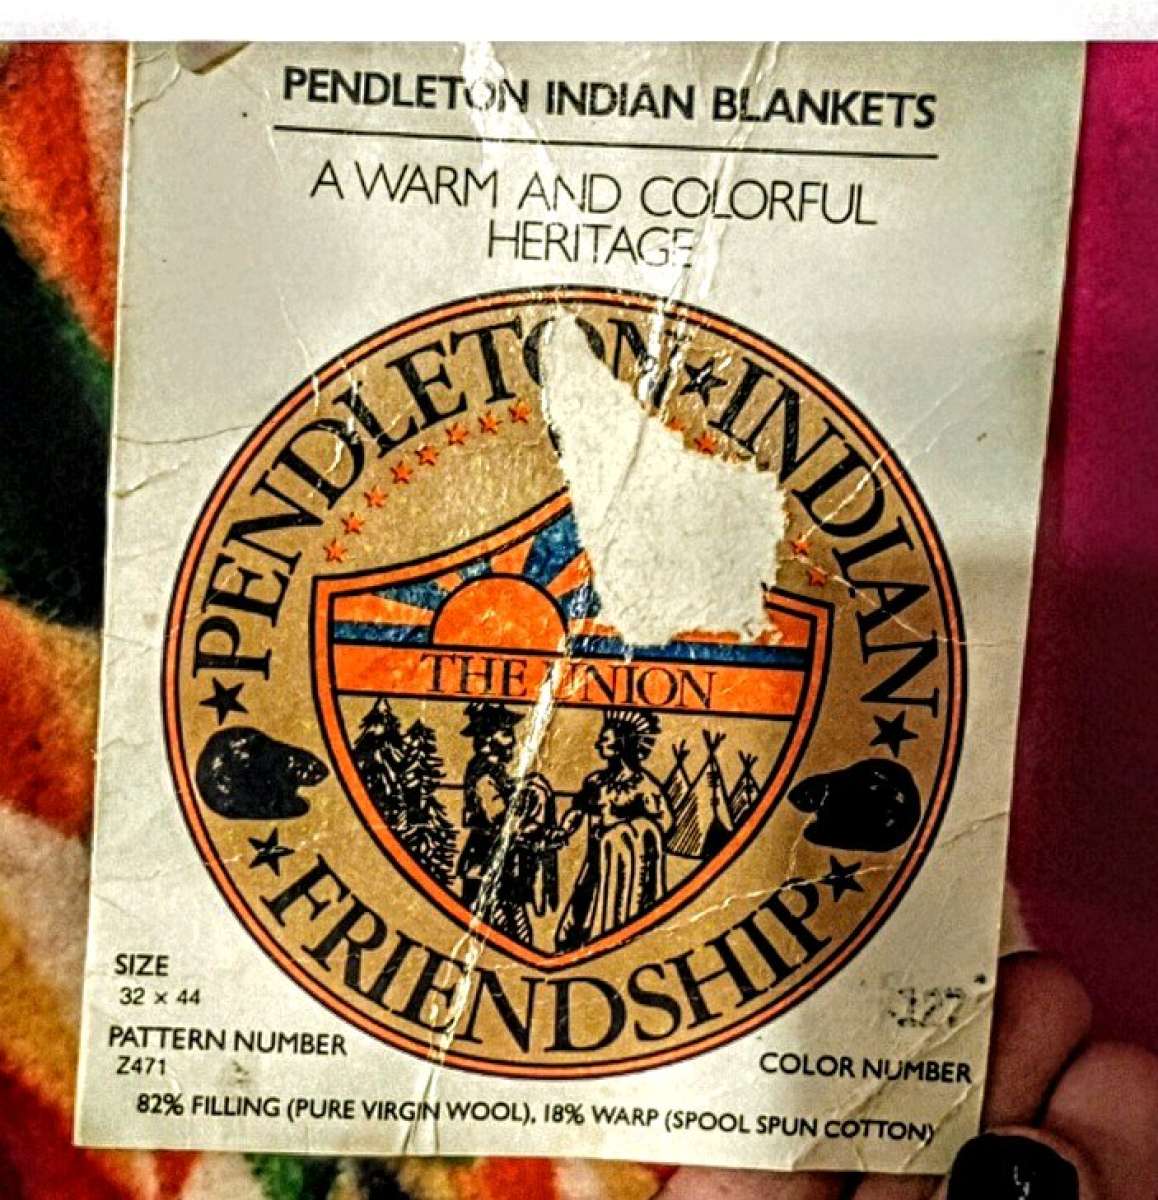 PENDLETON INDIAN BLANKETS
A WARM AND COLORFUL
HERITAGE
PENDLETON ★ INDIAN
★ FRIENDSHIP ★
THE UNION
SIZE
32 x 44
PATTERN NUMBER
Z471
127
COLOR NUMBER
82% FILLING (PURE VIRGIN WOOL), 18% WARP (SPOOL SPUN COTTON)